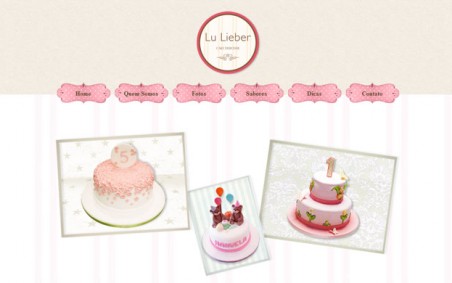 Lu Lieber
Home
Quem Somos
Fotos
Sabores
Dicas
Contato
5
1